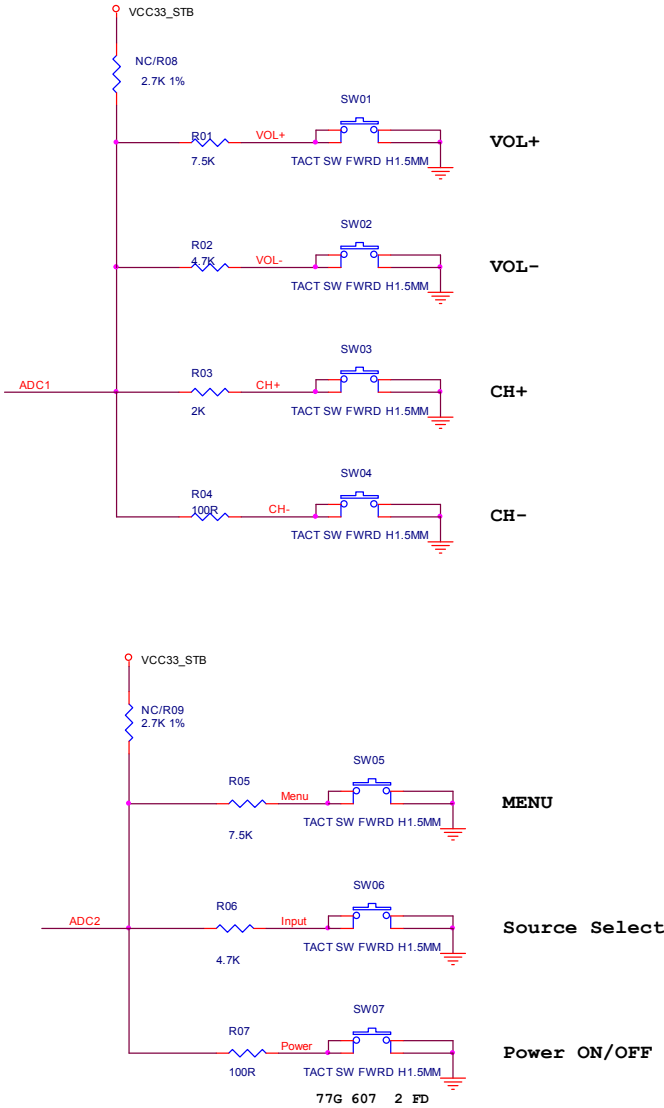 VCC33_STB
NC/R08
2.7K 1%
SW01
R01
VOL+
VOL+
7.5K
TACT SW FWRD H1.5MM
SW02
R02
4.7K
VOL-
VOL-
TACT SW FWRD H1.5MM
SW03
R03
ADC1
CH+
CH+
2K
TACT SW FWRD H1.5MM
SW04
R04
100R
CH-
CH-
TACT SW FWRD H1.5MM
VCC33_STB
NC/R09
2.7K 1%
SW05
R05
Menu
MENU
TACT SW FWRD H1.5MM
7.5K
SW06
R06
ADC2
Input
Source Select
TACT SW FWRD H1.5MM
4.7K
SW07
R07
Power
Power ON/OFF
100R
TACT SW FWRD H1.5MM
77G 607 2 FD